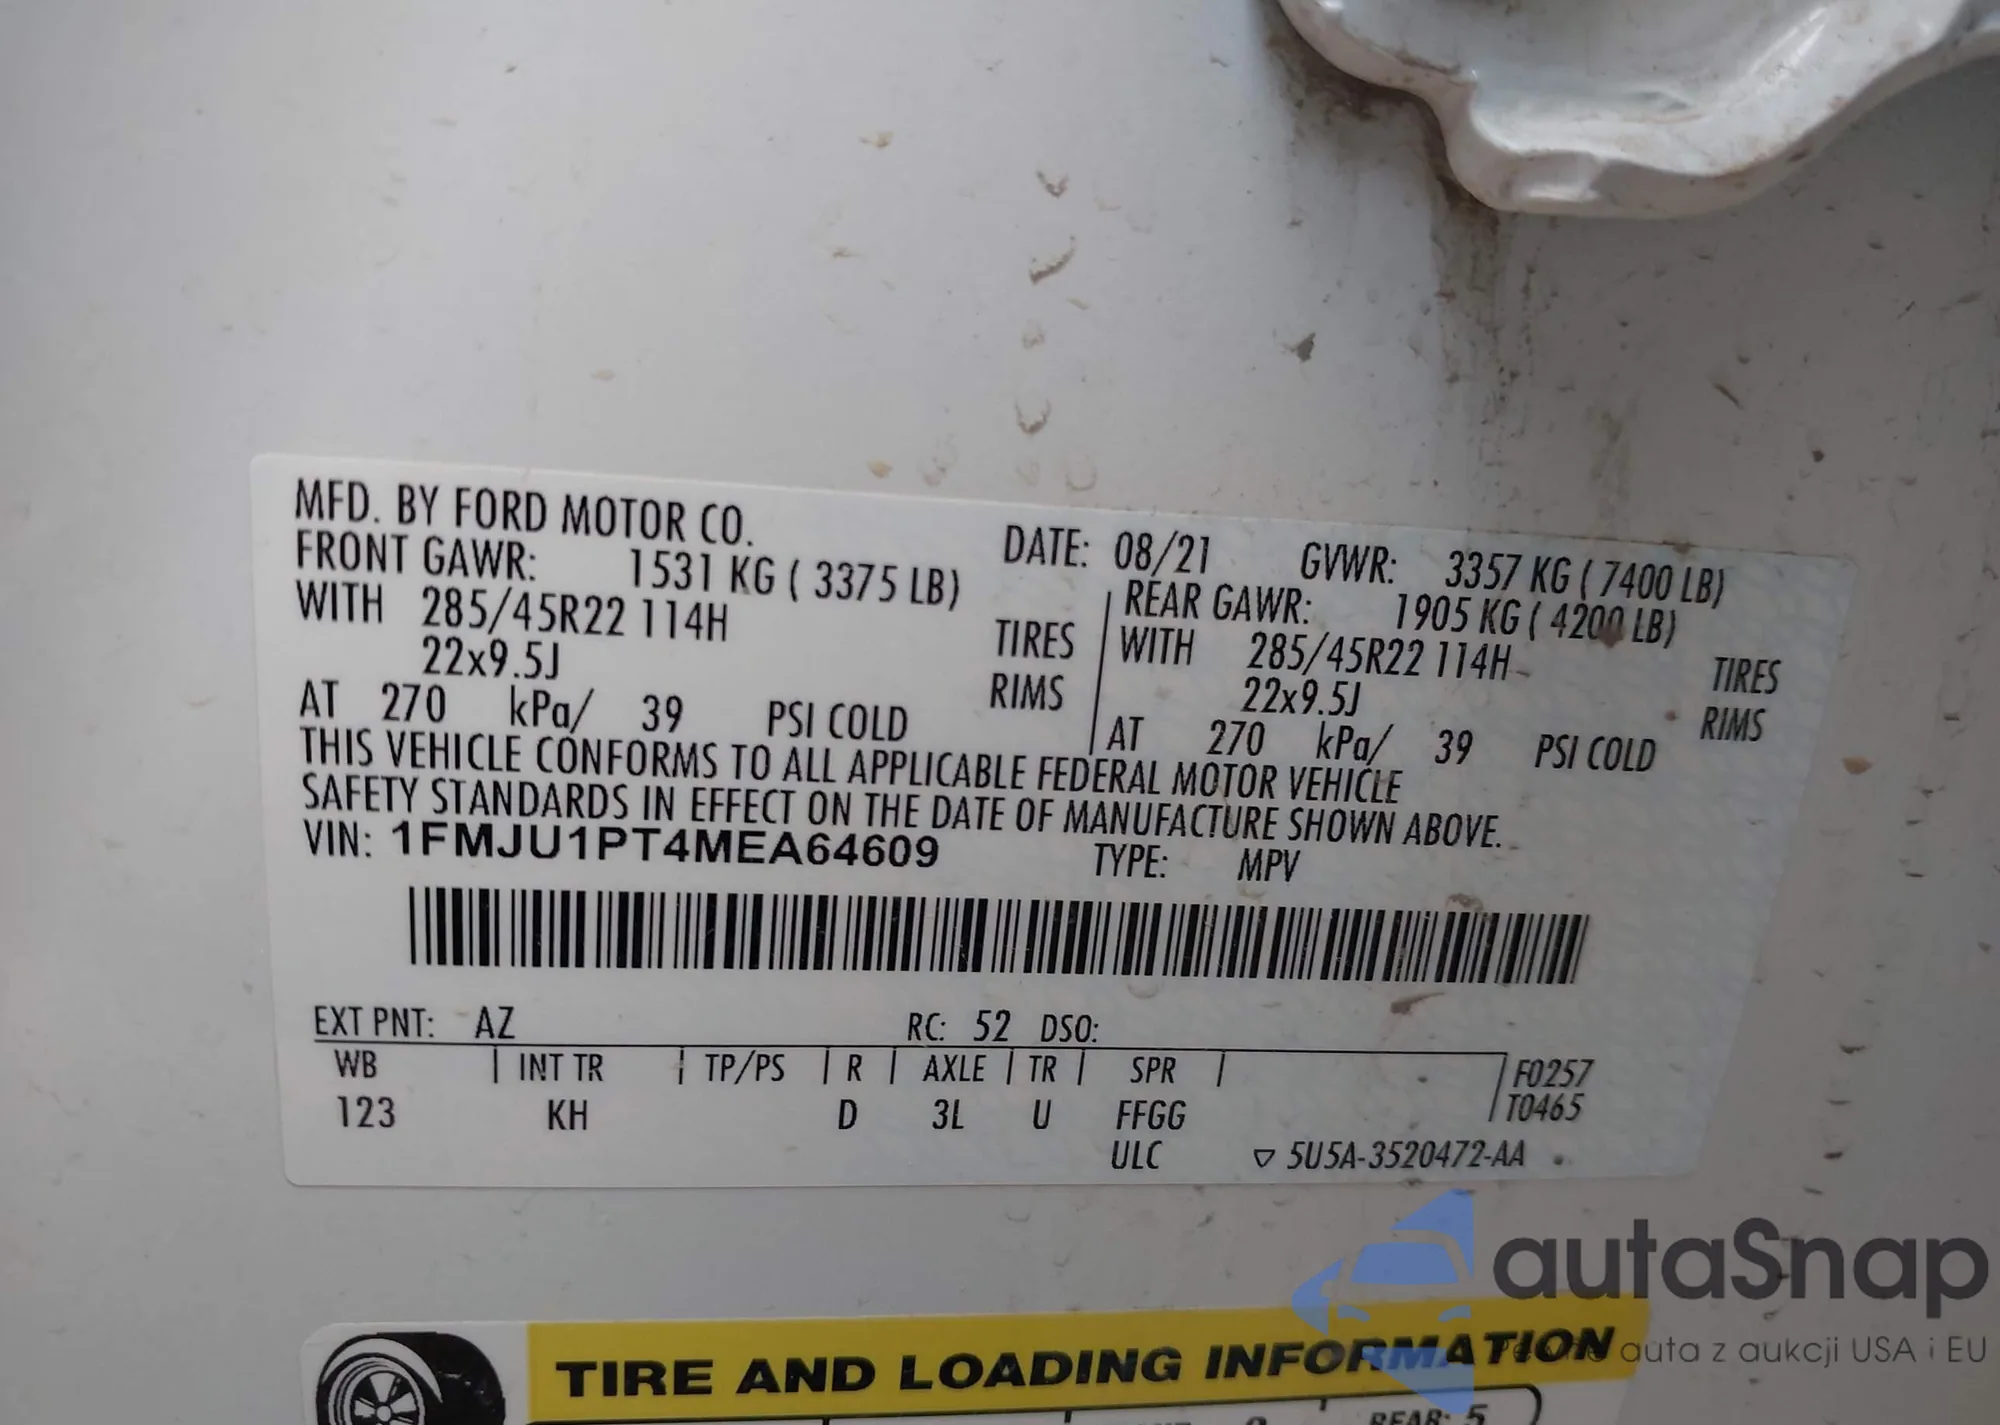 MFD. BY FORD MOTOR CO.
DATE: 08/21 GVWR: 3357 KG ( 7400 LB)
FRONT GAWR: 1531 KG ( 3375 LB)
REAR GAWR: 1905 KG ( 4200 LB)
WITH 285/45R22 114H TIRES
WITH 285/45R22 114H TIRES
22x9.5J RIMS
22x9.5J RIMS
AT 270 kPa/ 39 PSI COLD
AT 270 kPa/ 39 PSI COLD
THIS VEHICLE CONFORMS TO ALL APPLICABLE FEDERAL MOTOR VEHICLE
SAFETY STANDARDS IN EFFECT ON THE DATE OF MANUFACTURE SHOWN ABOVE.
VIN: 1FMJU1PT4MEA64609 TYPE: MPV
EXT PNT: AZ RC: 52 DSO:
WB | INT TR | TP/PS | R | AXLE | TR | SPR | F0257
123 KH D 3L U FFGG T0465
ULC ▽ 5U5A-3520472-AA
autaSnap
auta z aukcji USA i EU
TIRE AND LOADING INFORMATION
REAR: 5